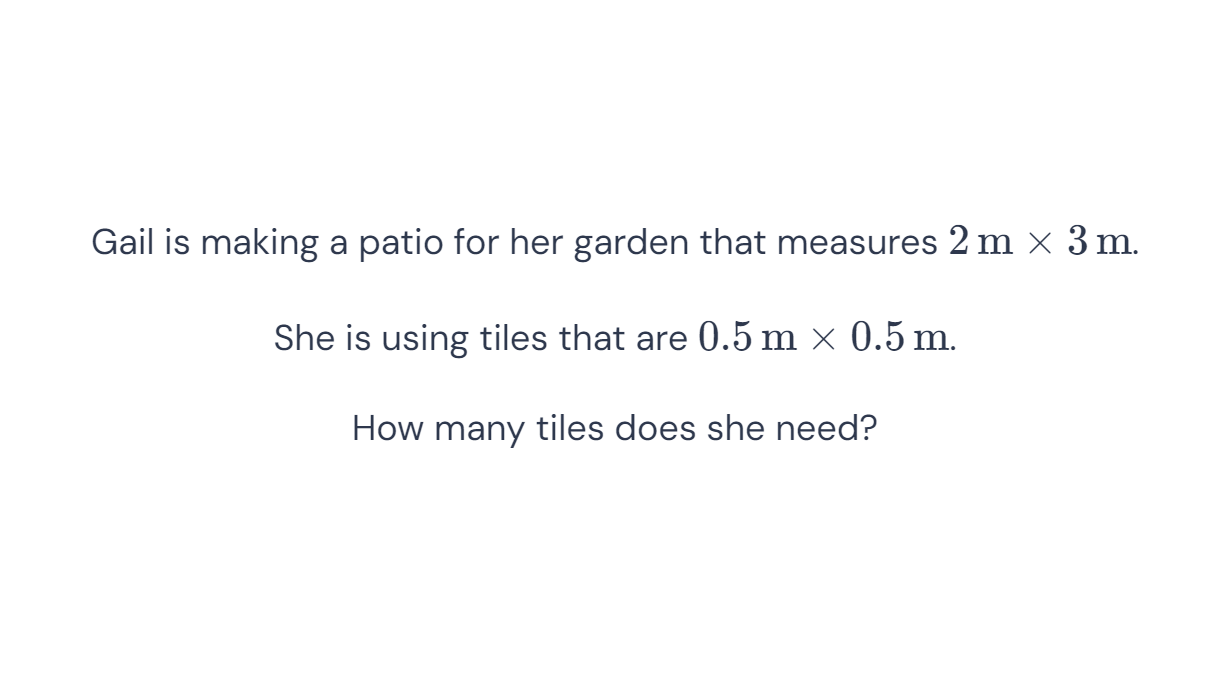 Gail is making a patio for her garden that measures 2 m × 3 m.
She is using tiles that are 0.5 m × 0.5 m.
How many tiles does she need?